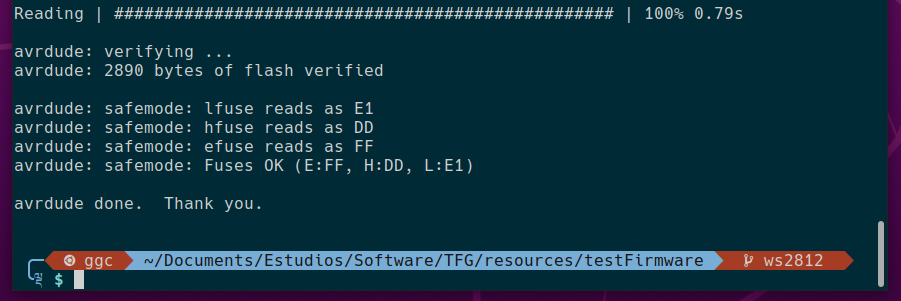 Reading | ################################################## | 100% 0.79s
avrdude: verifying ...
avrdude: 2890 bytes of flash verified
avrdude: safemode: lfuse reads as E1
avrdude: safemode: hfuse reads as DD
avrdude: safemode: efuse reads as FF
avrdude: safemode: Fuses OK (E:FF, H:DD, L:E1)
avrdude done.  Thank you.
ggc ~/Documents/Estudios/Software/TFG/resources/testFirmware ws2812
$